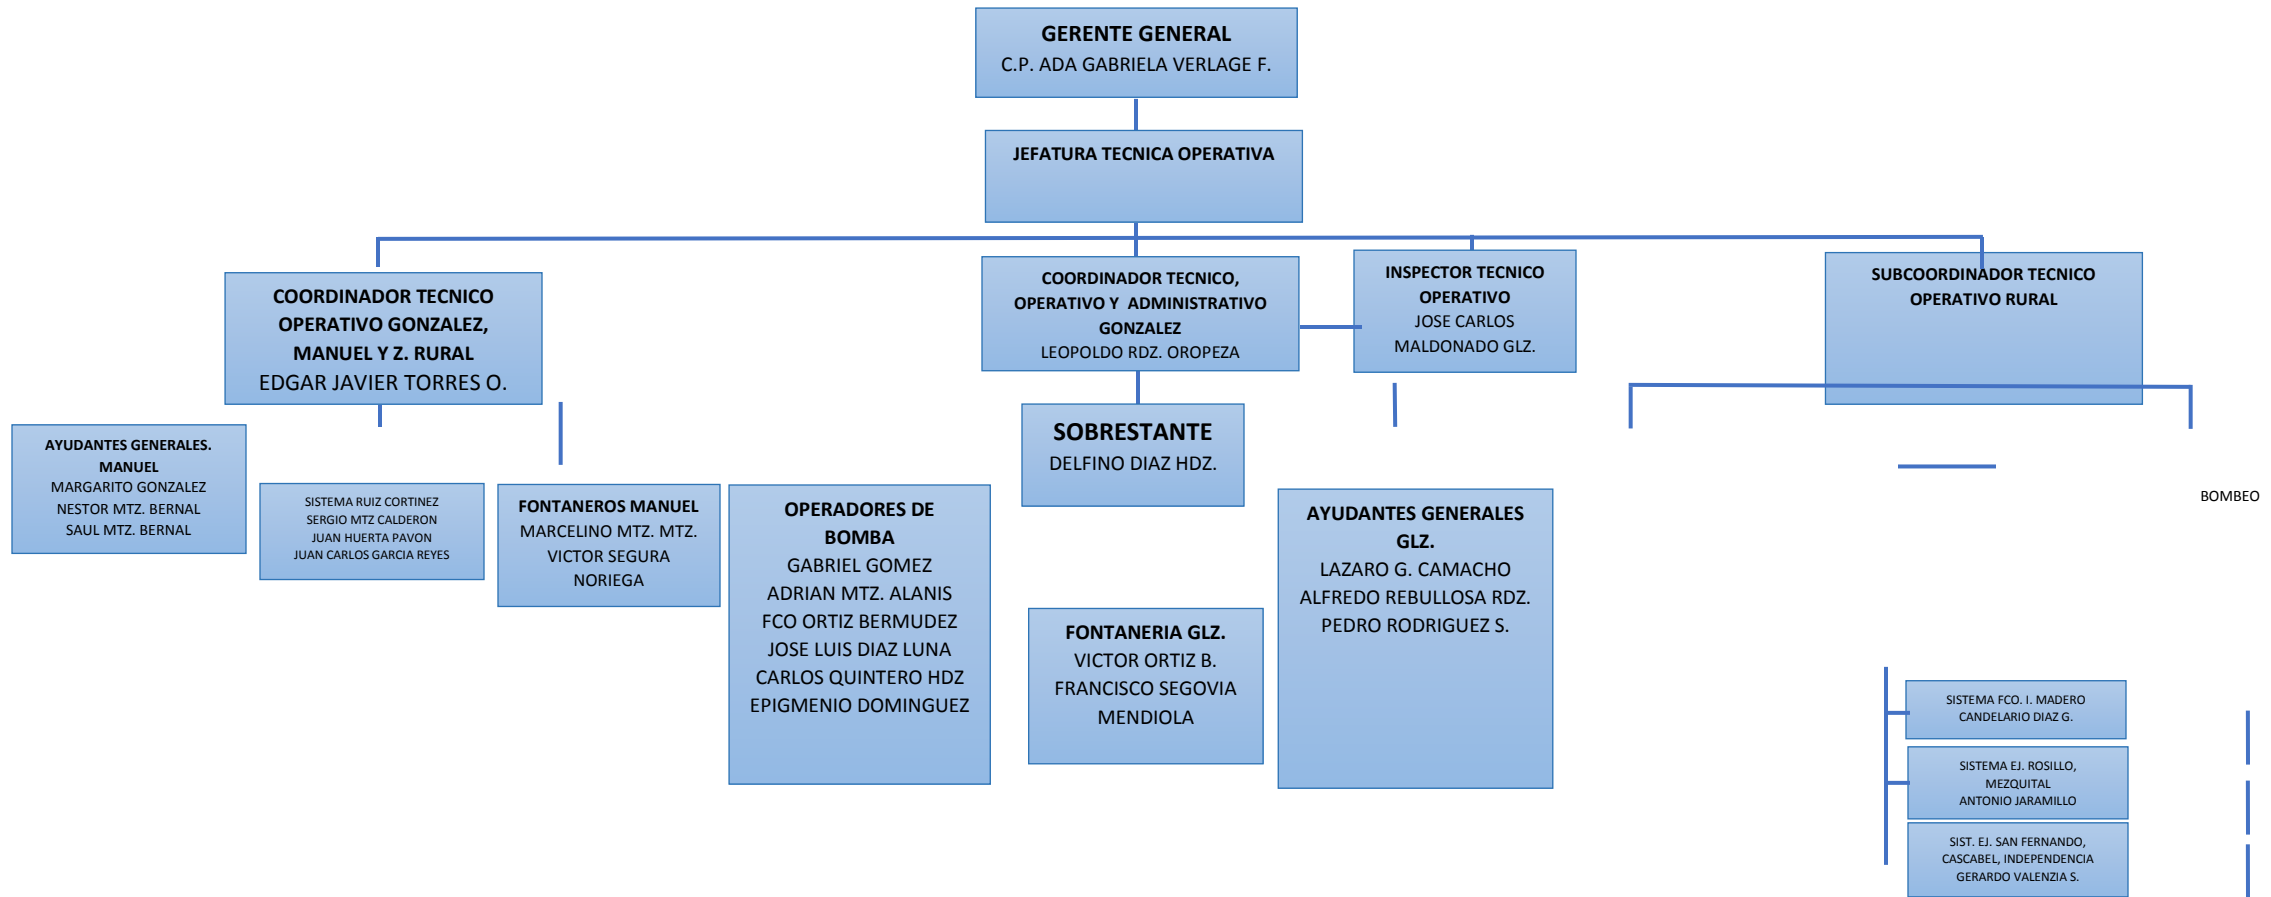 GERENTE GENERAL
C.P. ADA GABRIELA VERLAGE F.
JEFATURA TECNICA OPERATIVA
COORDINADOR TECNICO
OPERATIVO GONZALEZ,
MANUEL Y Z. RURAL
EDGAR JAVIER TORRES O.
COORDINADOR TECNICO,
OPERATIVO Y ADMINISTRATIVO
GONZALEZ
LEOPOLDO RDZ. OROPEZA
INSPECTOR TECNICO
OPERATIVO
JOSE CARLOS
MALDONADO GLZ.
SUBCOORDINADOR TECNICO
OPERATIVO RURAL
AYUDANTES GENERALES.
MANUEL
MARGARITO GONZALEZ
NESTOR MTZ. BERNAL
SAUL MTZ. BERNAL
SISTEMA RUIZ CORTINEZ
SERGIO MTZ CALDERON
JUAN HUERTA PAVON
JUAN CARLOS GARCIA REYES
FONTANEROS MANUEL
MARCELINO MTZ. MTZ.
VICTOR SEGURA
NORIEGA
OPERADORES DE
BOMBA
GABRIEL GOMEZ
ADRIAN MTZ. ALANIS
FCO ORTIZ BERMUDEZ
JOSE LUIS DIAZ LUNA
CARLOS QUINTERO HDZ
EPIGMENIO DOMINGUEZ
SOBRESTANTE
DELFINO DIAZ HDZ.
FONTANERIA GLZ.
VICTOR ORTIZ B.
FRANCISCO SEGOVIA
MENDIOLA
AYUDANTES GENERALES
GLZ.
LAZARO G. CAMACHO
ALFREDO REBULLOSA RDZ.
PEDRO RODRIGUEZ S.
BOMBEO
SISTEMA FCO. I. MADERO
CANDELARIO DIAZ G.
SISTEMA EJ. ROSILLO,
MEZQUITAL
ANTONIO JARAMILLO
SIST. EJ. SAN FERNANDO,
CASCABEL, INDEPENDENCIA
GERARDO VALENZIA S.